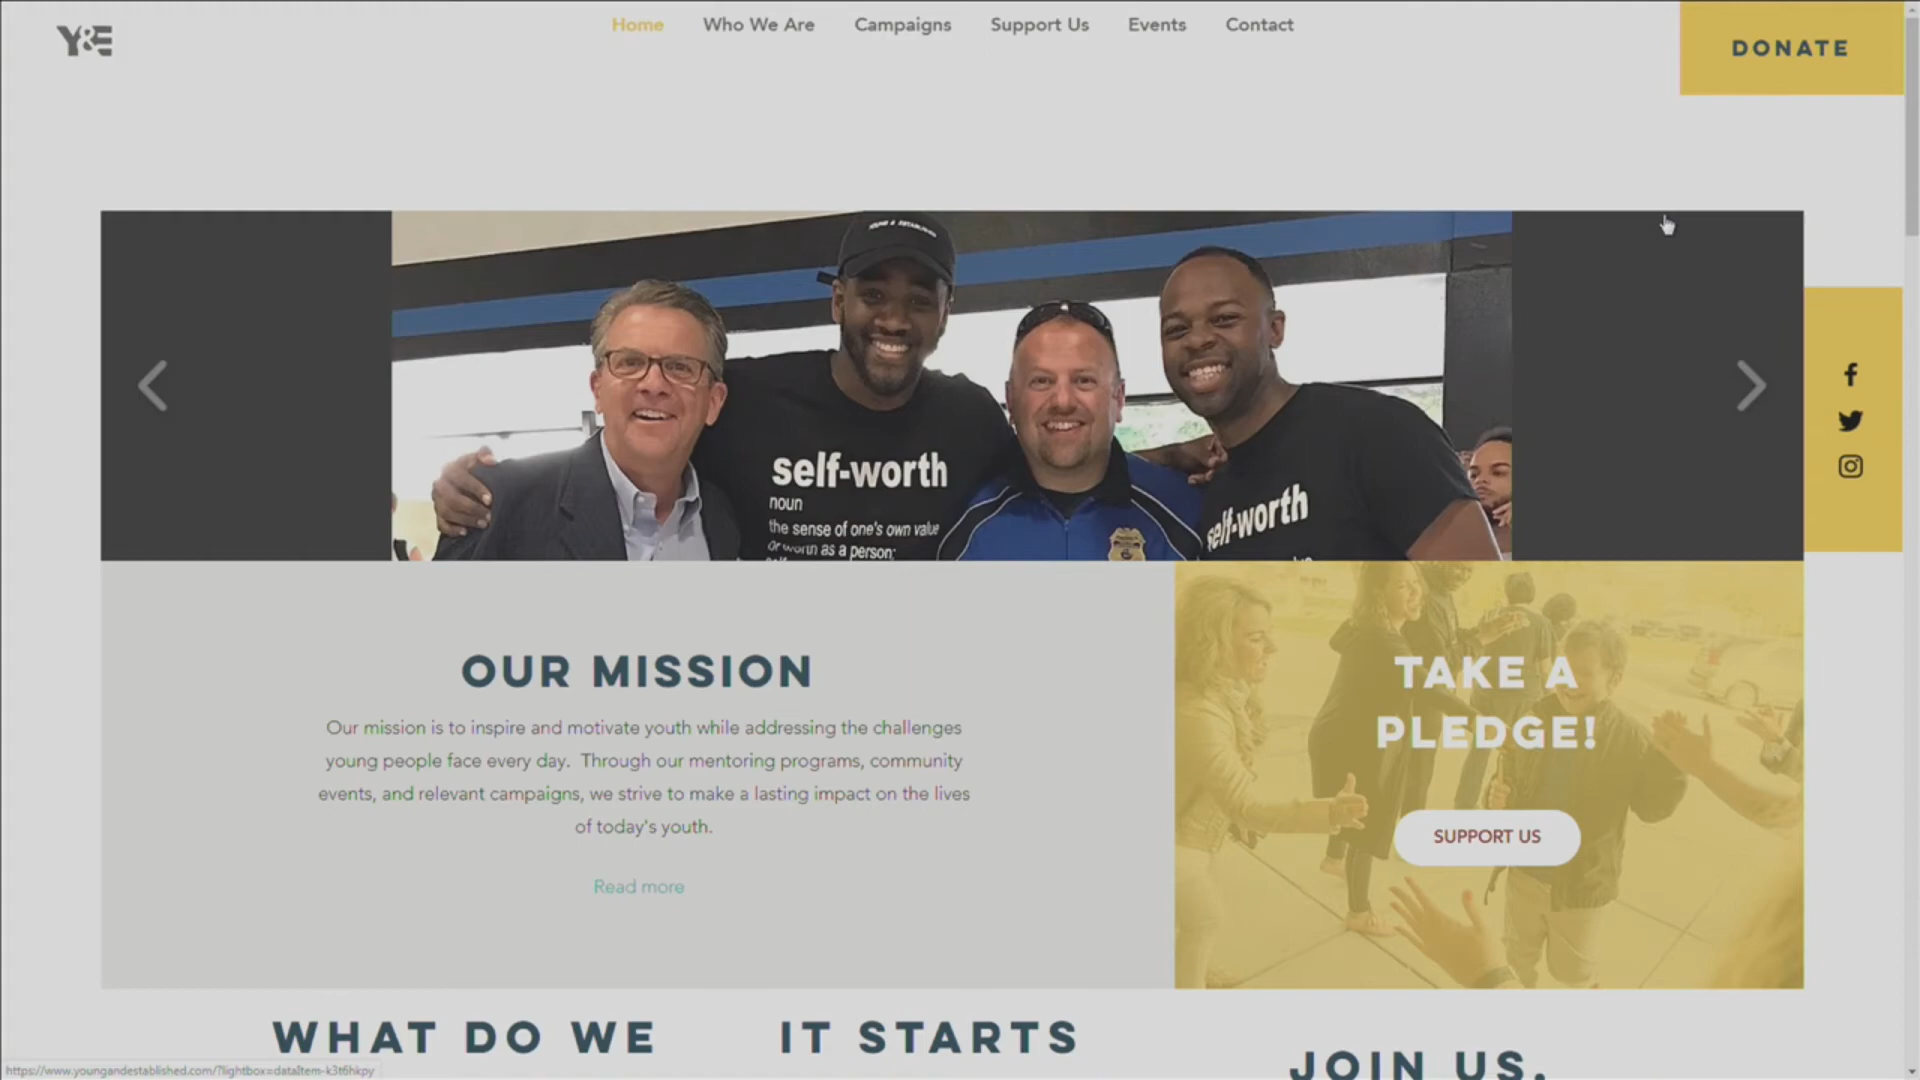 Y&E
Home Who We Are Campaigns Support Us Events Contact
DONATE
YOUNG & ESTABLISHED
self-worth
noun
the sense of one's own value
or worth as a person;
self-worth
OUR MISSION
Our mission is to inspire and motivate youth while addressing the challenges
young people face every day. Through our mentoring programs, community
events, and relevant campaigns, we strive to make a lasting impact on the lives
of today's youth.
Read more
TAKE A
PLEDGE!
SUPPORT US
WHAT DO WE
IT STARTS
JOIN US.
https://www.youngandestablished.com/?lightbox=dataItem-k3t6hkpy